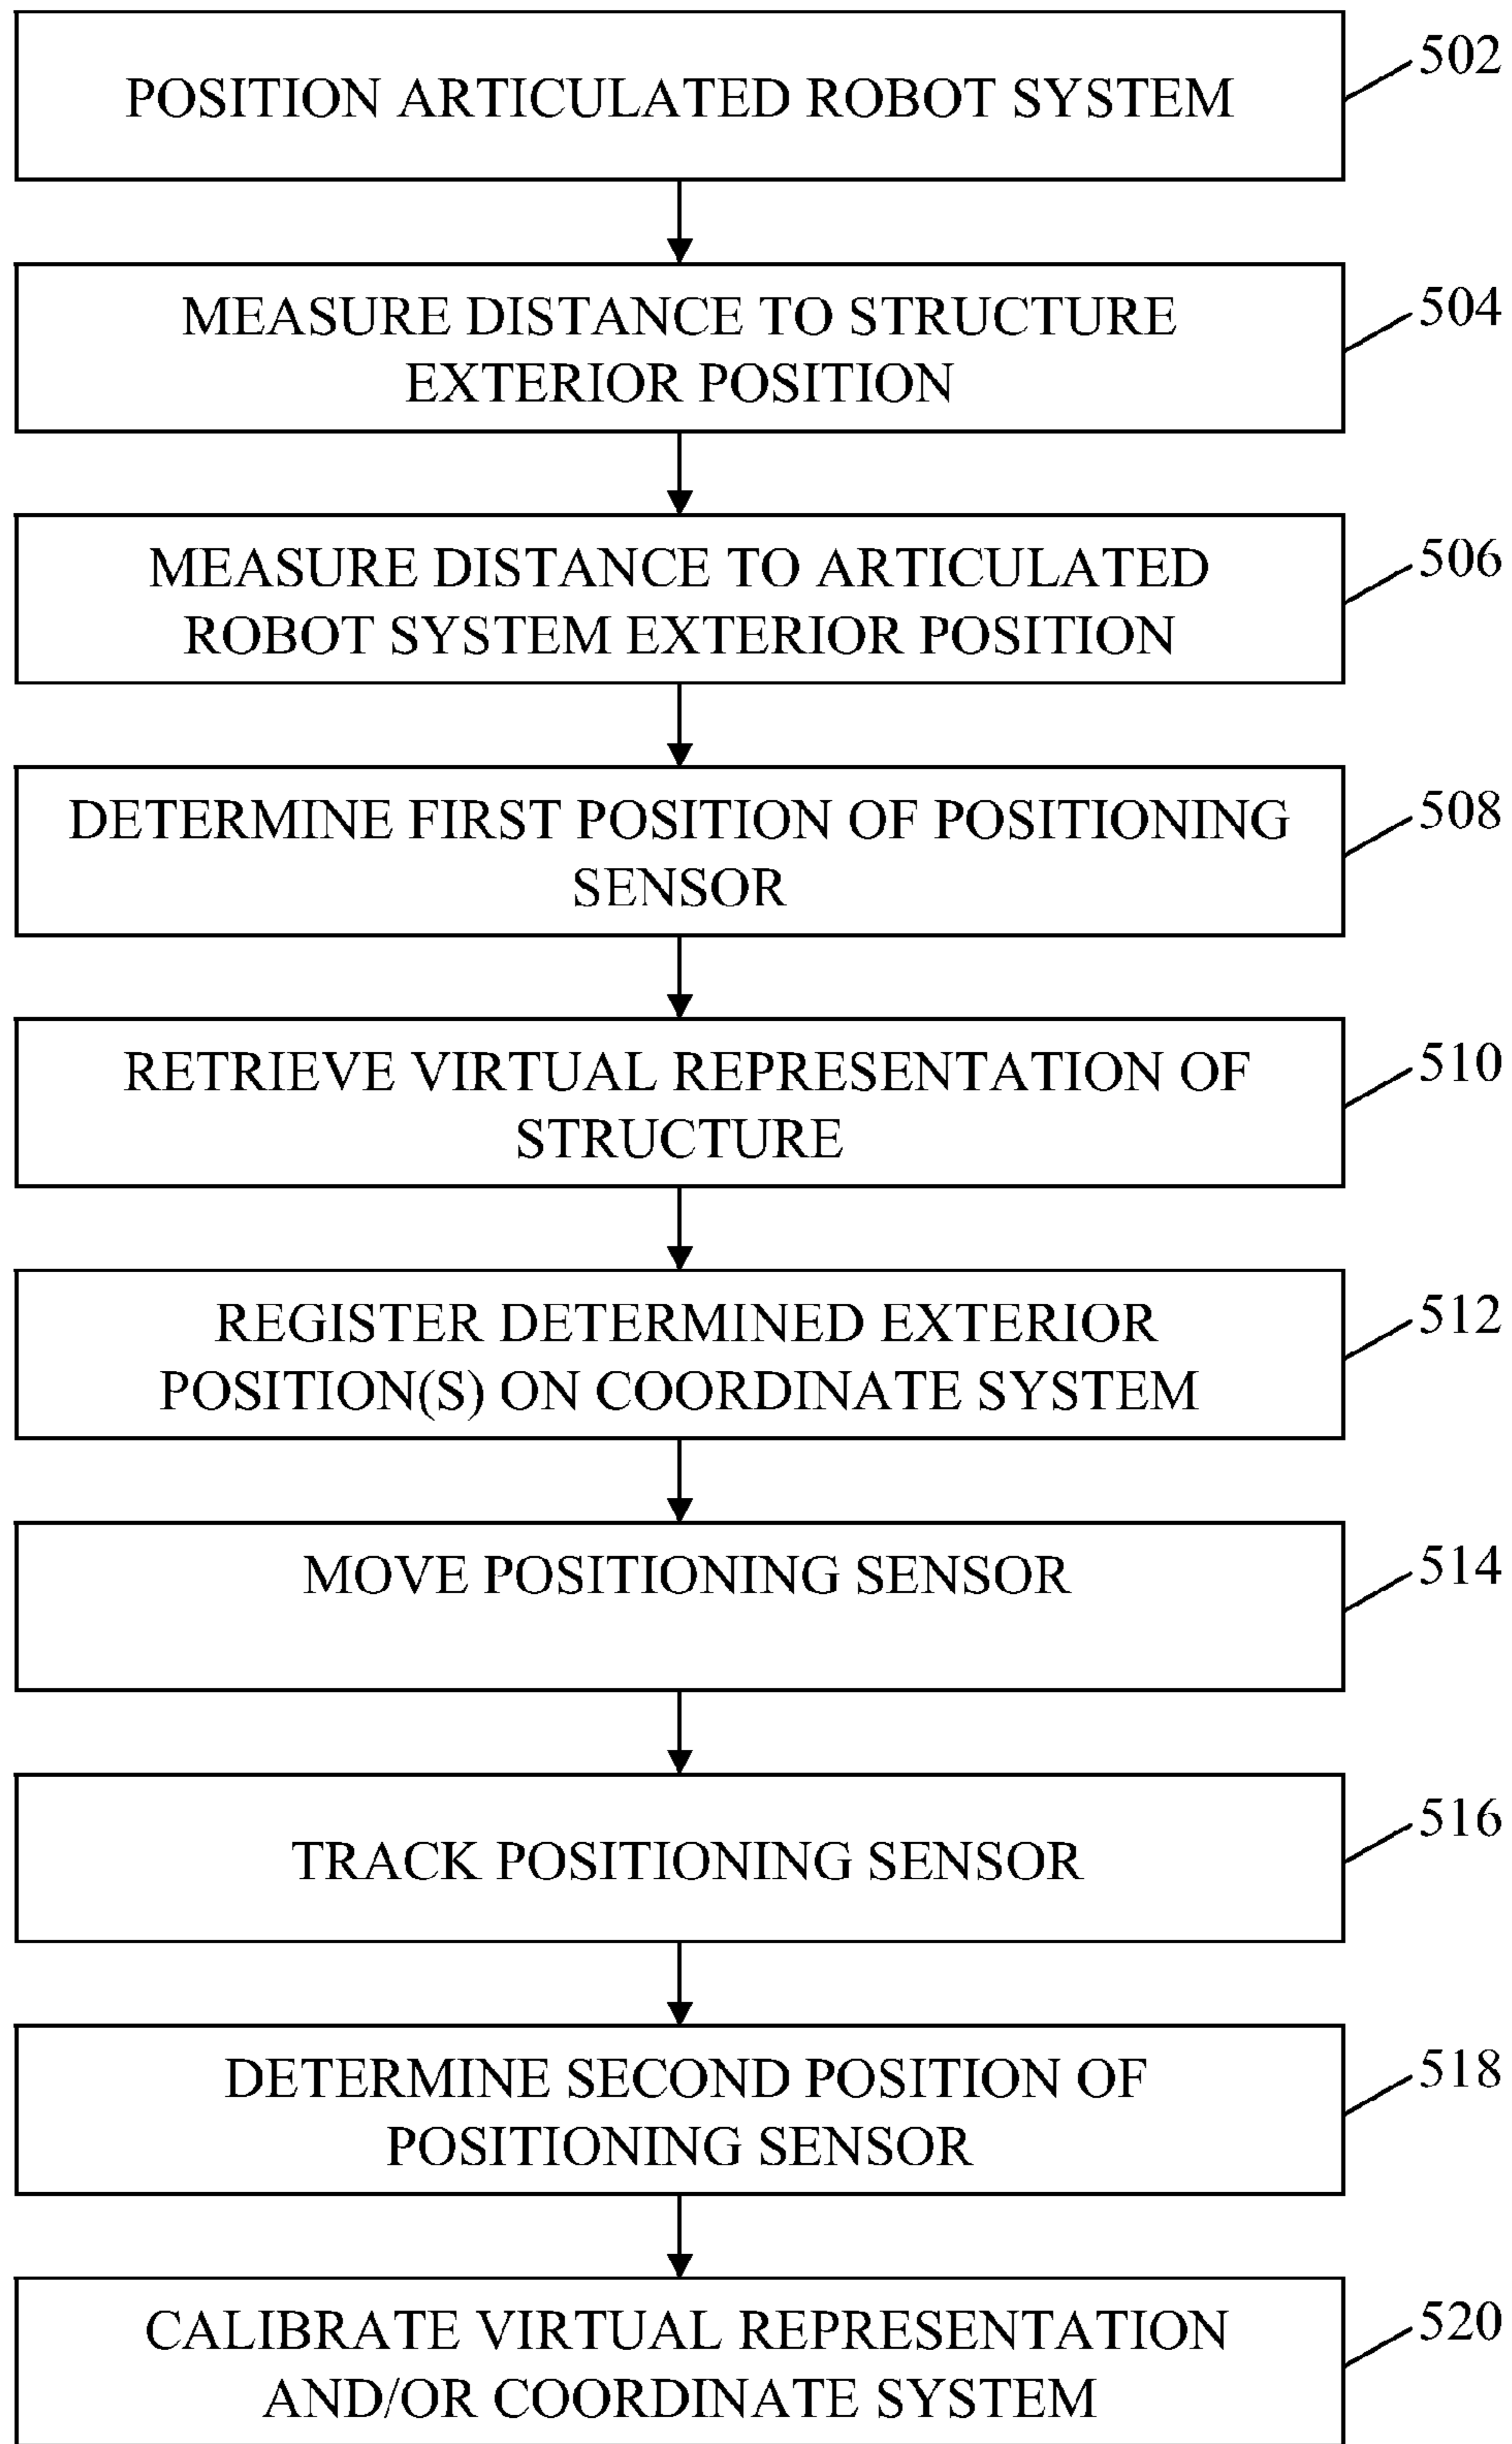 POSITION ARTICULATED ROBOT SYSTEM
502
MEASURE DISTANCE TO STRUCTURE
EXTERIOR POSITION
504
MEASURE DISTANCE TO ARTICULATED
ROBOT SYSTEM EXTERIOR POSITION
506
DETERMINE FIRST POSITION OF POSITIONING
SENSOR
508
RETRIEVE VIRTUAL REPRESENTATION OF
STRUCTURE
510
REGISTER DETERMINED EXTERIOR
POSITION(S) ON COORDINATE SYSTEM
512
MOVE POSITIONING SENSOR
514
TRACK POSITIONING SENSOR
516
DETERMINE SECOND POSITION OF
POSITIONING SENSOR
518
CALIBRATE VIRTUAL REPRESENTATION
AND/OR COORDINATE SYSTEM
520